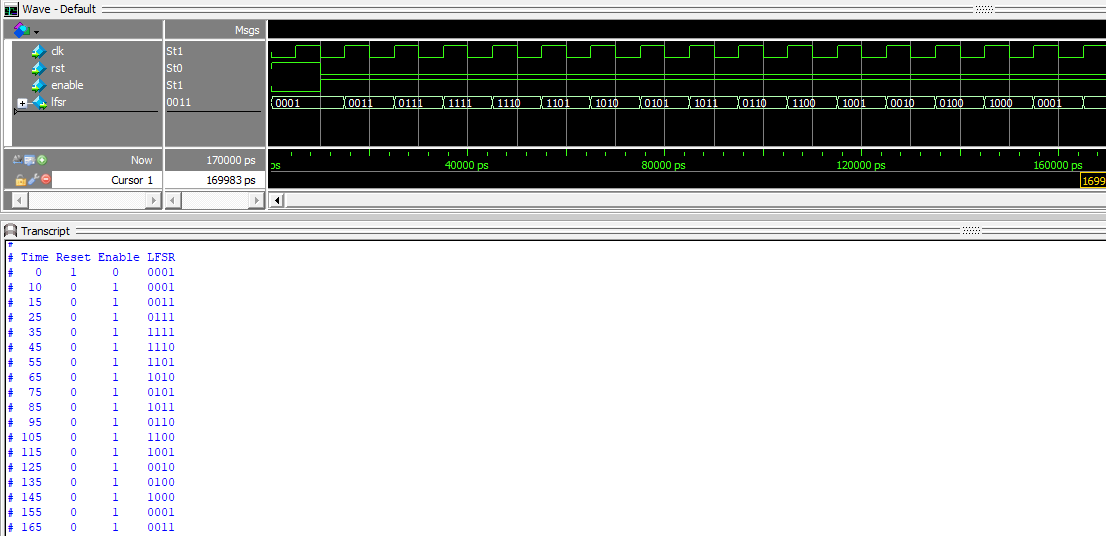 Wave - Default
Msgs
clk St1
rst St0
enable St1
lfsr 0011 0001 0011 0111 1111 1110 1101 1010 0101 1011 0110 1100 1001 0010 0100 1000 0001
Now 170000 ps ps 40000 ps 80000 ps 120000 ps 160000 ps
Cursor 1 169983 ps 1699
Transcript
#
# Time Reset Enable LFSR
# 0 1 0 0001
# 10 0 1 0001
# 15 0 1 0011
# 25 0 1 0111
# 35 0 1 1111
# 45 0 1 1110
# 55 0 1 1101
# 65 0 1 1010
# 75 0 1 0101
# 85 0 1 1011
# 95 0 1 0110
# 105 0 1 1100
# 115 0 1 1001
# 125 0 1 0010
# 135 0 1 0100
# 145 0 1 1000
# 155 0 1 0001
# 165 0 1 0011